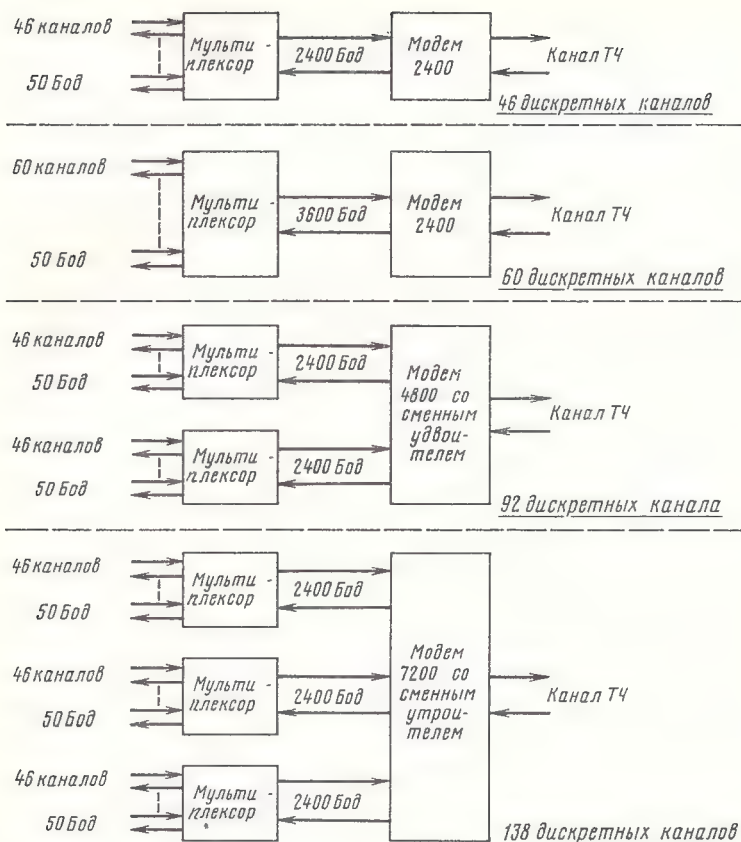 46 каналов
50 Бод
Мульти
плексор
2400 Бод
Модем
2400
Канал ТЧ
46 дискретных каналов
60 каналов
50 Бод
Мульти -
плексор
3600 Бод
Модем
2400
Канал ТЧ
60 дискретных каналов
46 каналов
50 Бод
Мульти -
плексор
2400 Бод
46 каналов
50 Бод
Мульти -
плексор
2400 Бод
Модем
4800 со
сменным
удвои-
телем
Канал ТЧ
92 дискретных канала
46 каналов
50 Бод
Мульти -
плексор
2400 Бод
46 каналов
50 Бод
Мульти -
плексор
2400 Бод
46 каналов
50 Бод
Мульти -
плексор
2400 Бод
Модем
7200 со
сменным
утрои-
телем
Канал ТЧ
138 дискретных каналов